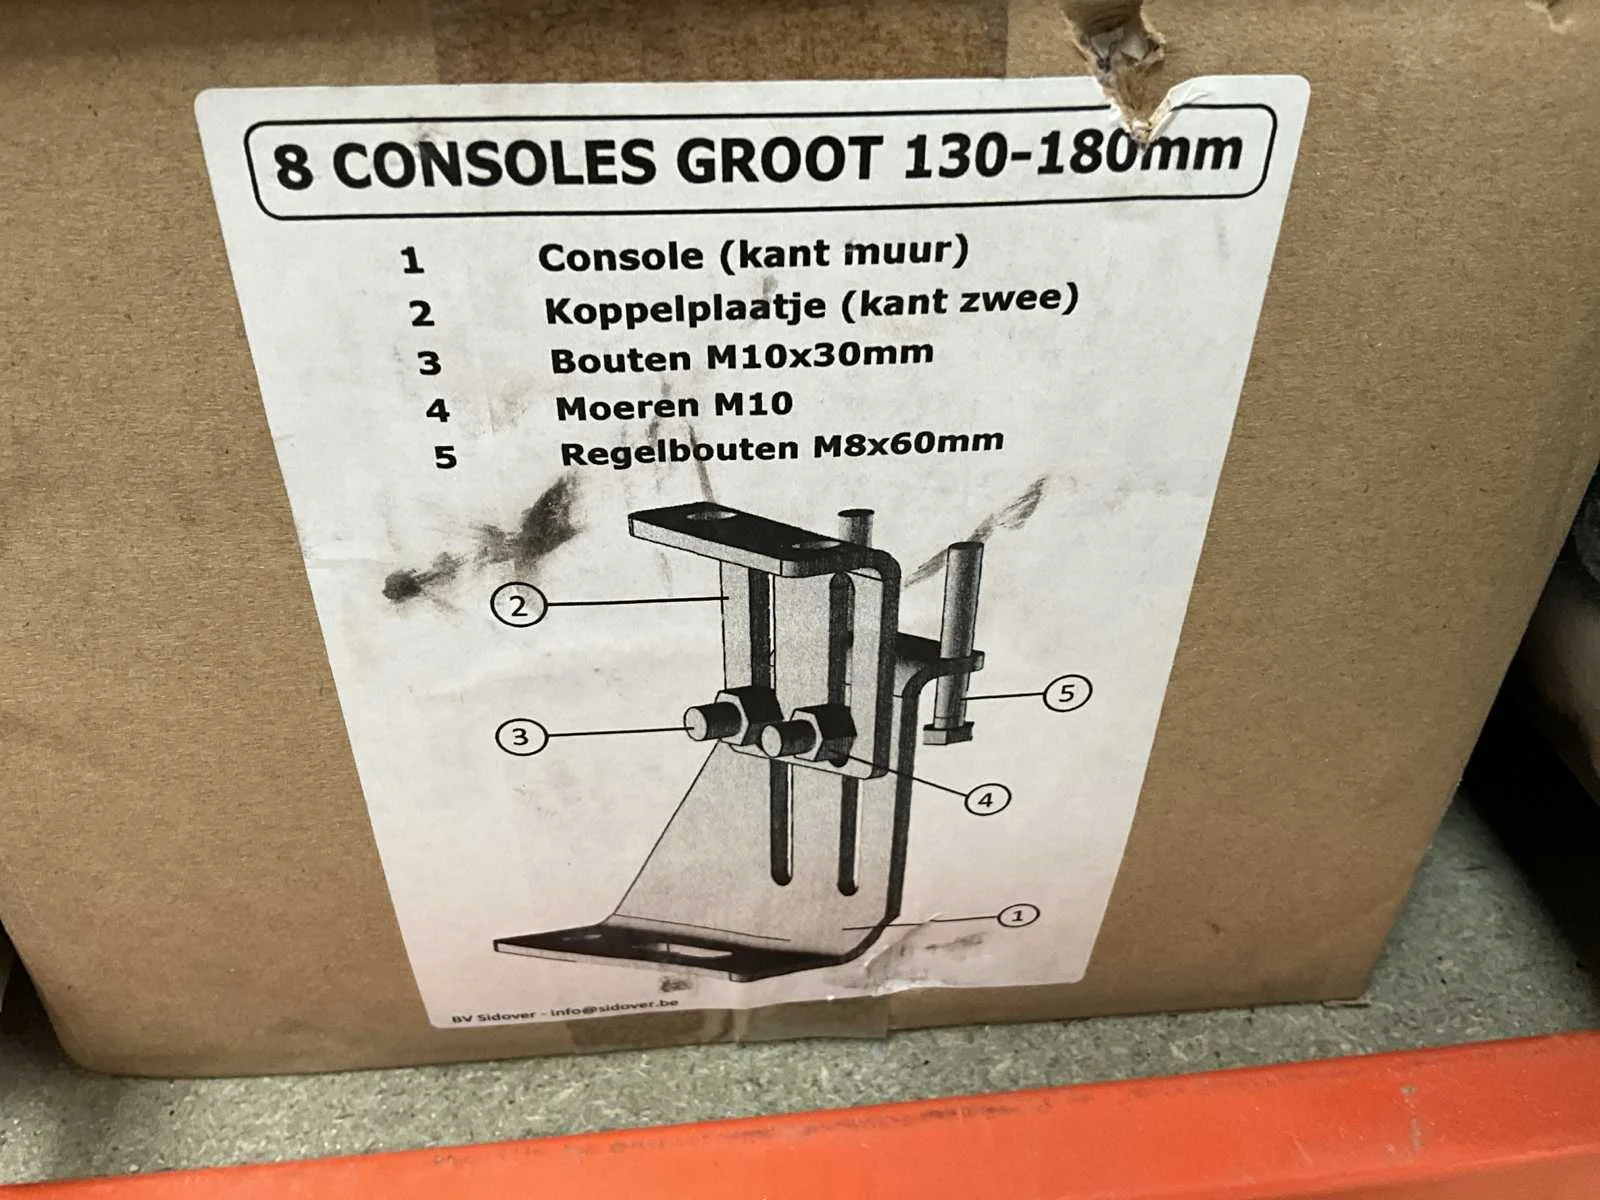 8 CONSOLES GROOT 130-180mm
1 Console (kant muur)
2 Koppelplaatje (kant zwee)
3 Bouten M10x30mm
4 Moeren M10
5 Regelbouten M8x60mm
2
5
3
4
1
BV Sidover - info@sidover.be